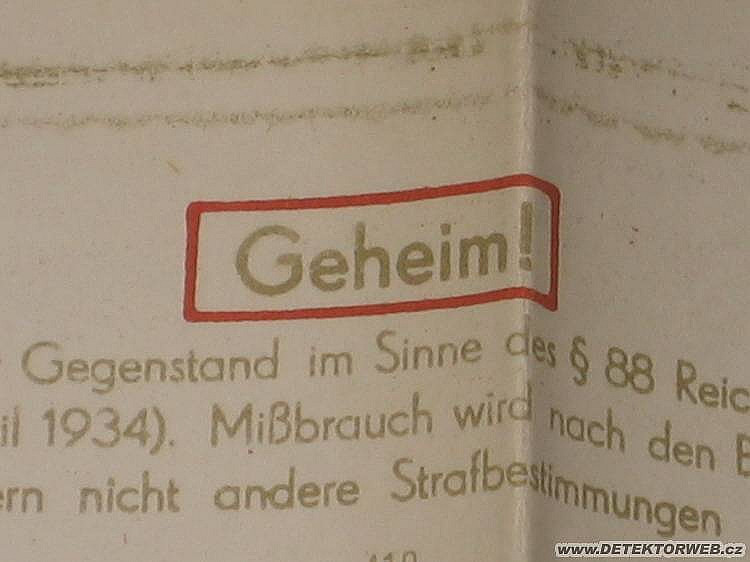 Geheim!
Gegenstand im Sinne des § 88 Reic
il 1934). Mißbrauch wird nach den B
ern nicht andere Strafbestimmungen
www.DETEKTORWEB.cz